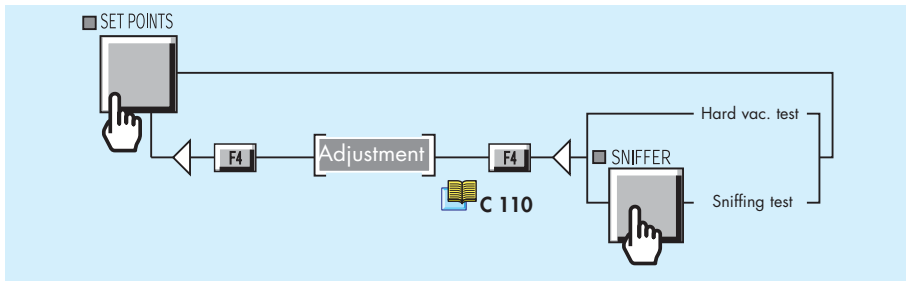 SET POINTS
Hard vac. test
F4
Adjustment
F4
SNIFFER
C 110
Sniffing test